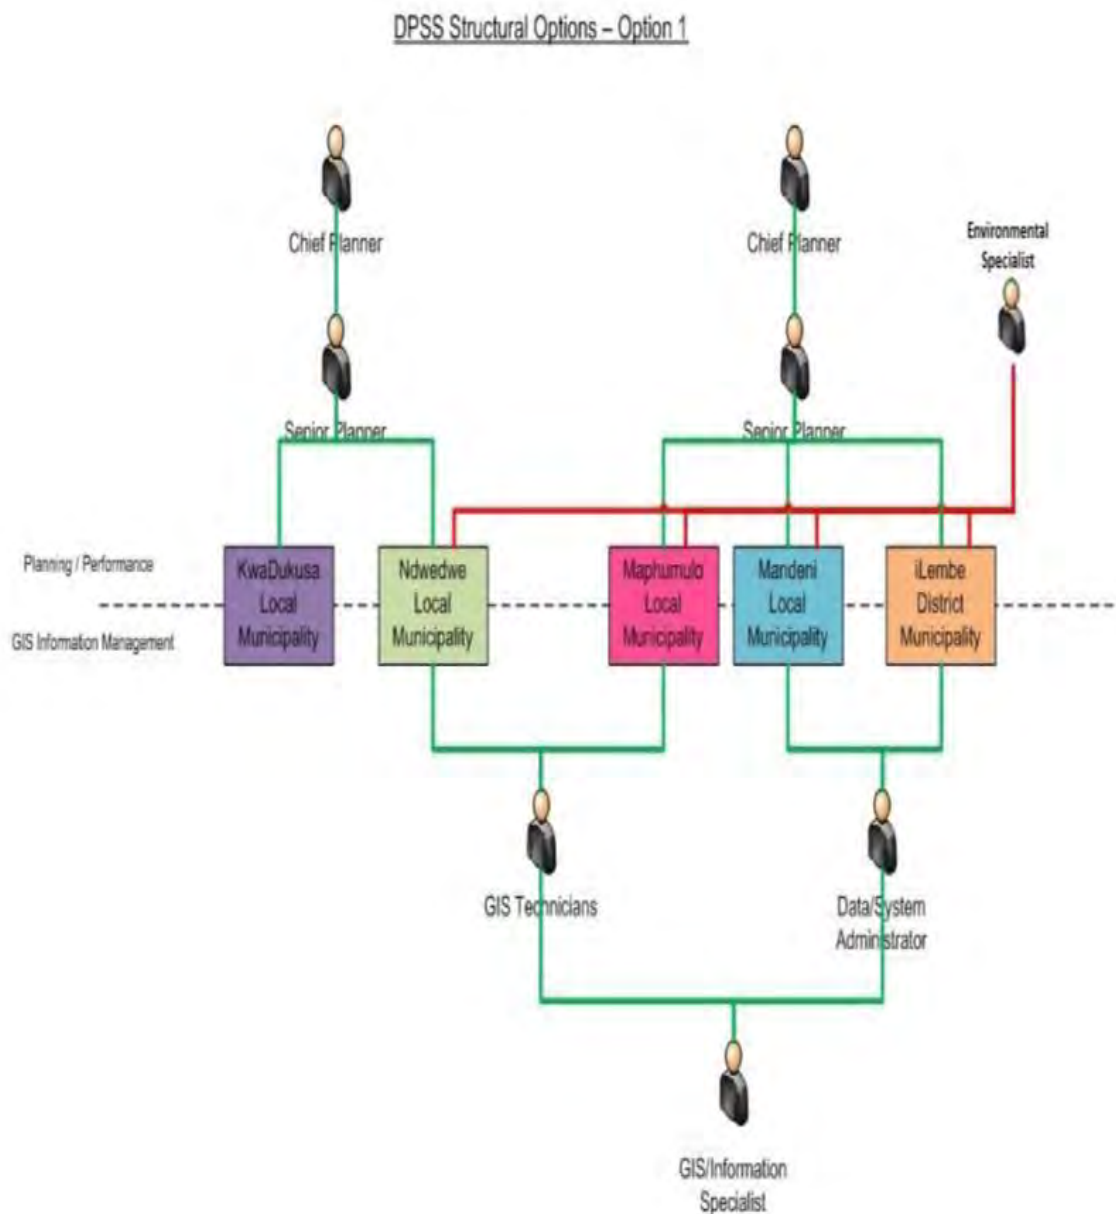 DPSS Structural Options – Option 1
Chief Planner
Chief Planner
Environmental
Specialist
Senior Planner
Senior Planner
Planning / Performance
GIS Information Management
KwaDukusa
Local
Municipality
Ndwedwe
Local
Municipality
Maphumulo
Local
Municipality
Mandeni
Local
Municipality
iLembe
District
Municipality
GIS Technicians
Data/System
Administrator
GIS/Information
Specialist